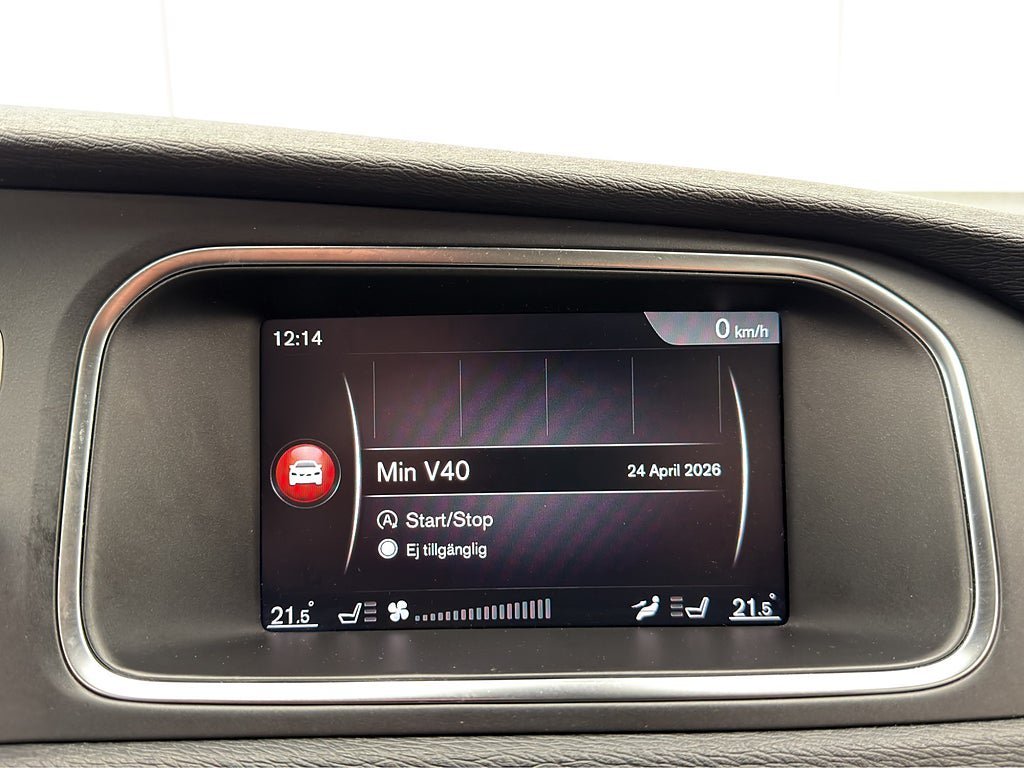 12:14
0 km/h
Min V40
24 April 2026
A Start/Stop
Ej tillgänglig
21.5°
21.5°